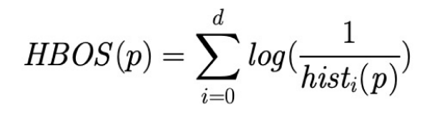 HBOS(p) = \sum_{i=0}^{d} log(\frac{1}{hist_i(p)})